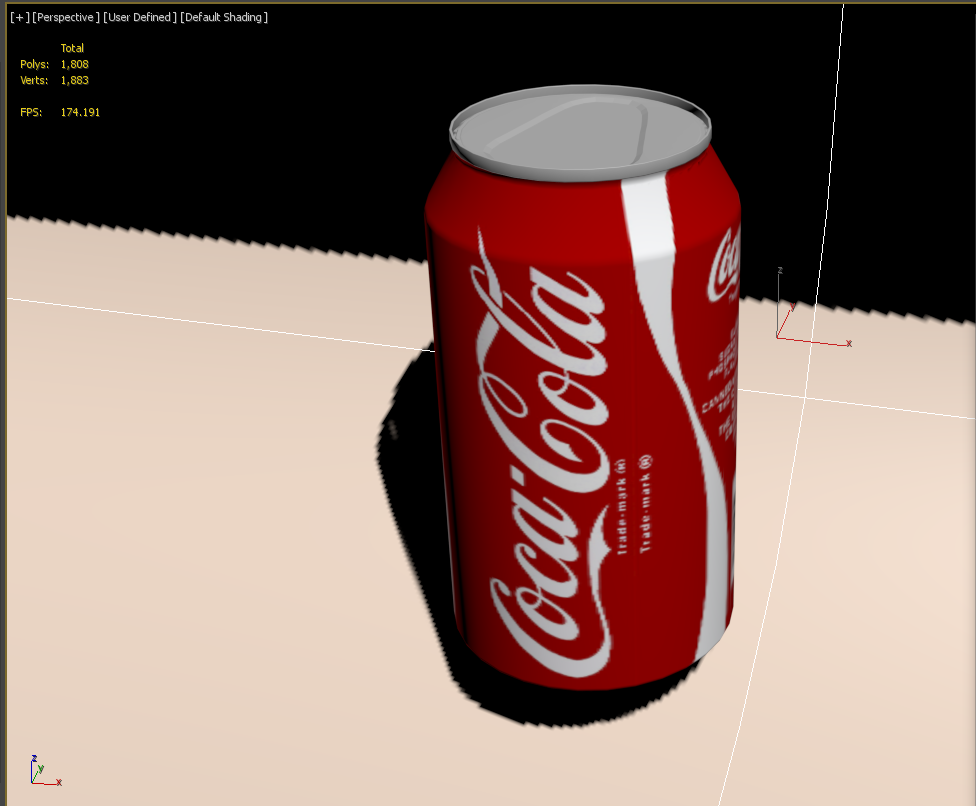 [+] [Perspective] [User Defined] [Default Shading]
Total
Polys: 1,808
Verts: 1,883
FPS: 174.191
Coca-Cola
Trade-mark ®
Trade-mark ®
Coca
z
y
x
z
y
x